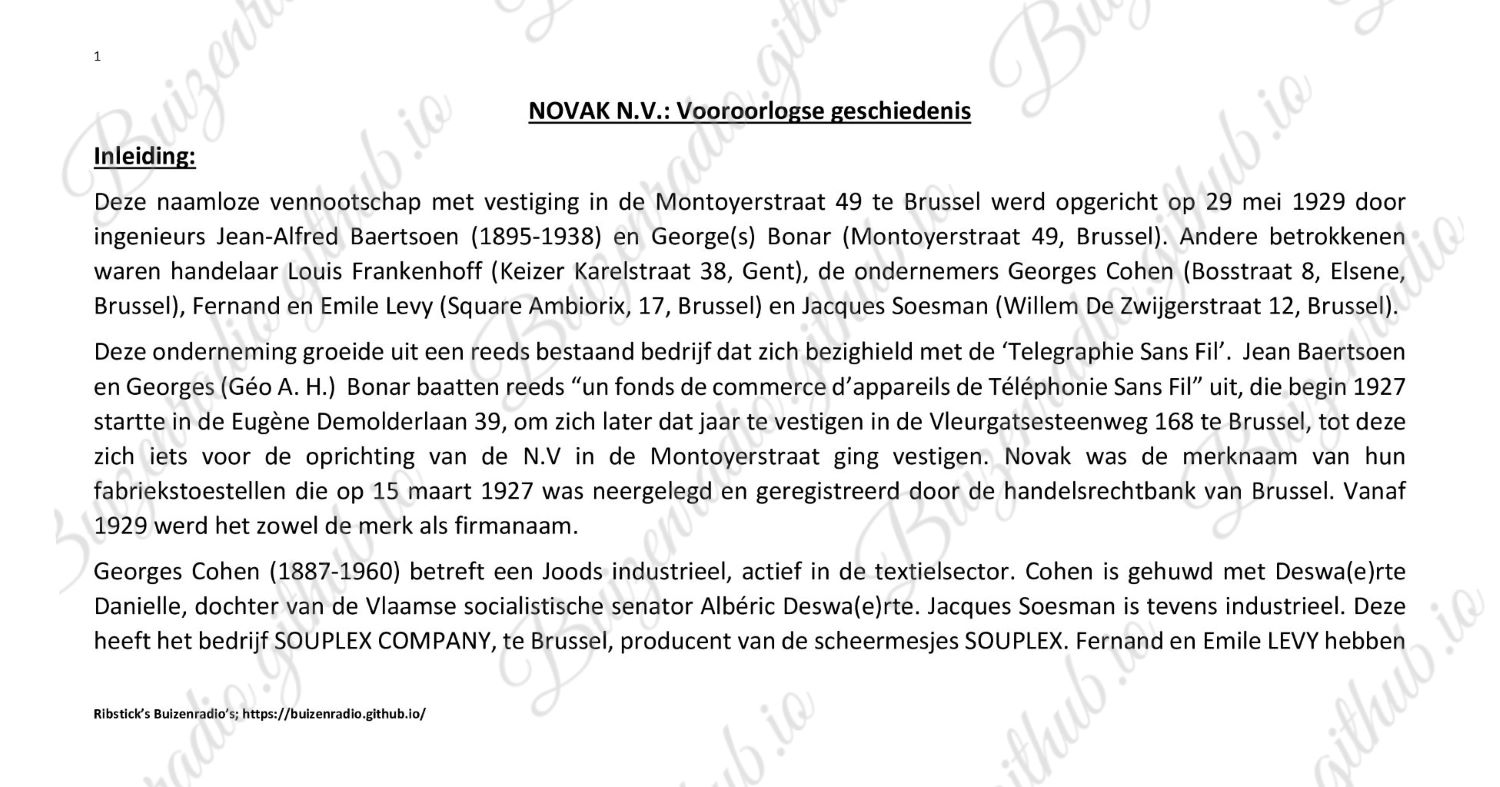 1
NOVAK N.V.: Vooroorlogse geschiedenis
Inleiding:
Deze naamloze vennootschap met vestiging in de Montoyerstraat 49 te Brussel werd opgericht op 29 mei 1929 door
ingenieurs Jean-Alfred Baertsoen (1895-1938) en George(s) Bonar (Montoyerstraat 49, Brussel). Andere betrokkenen
waren handelaar Louis Frankenhoff (Keizer Karelstraat 38, Gent), de ondernemers Georges Cohen (Bosstraat 8, Elsene,
Brussel), Fernand en Emile Levy (Square Ambiorix, 17, Brussel) en Jacques Soesman (Willem De Zwijgerstraat 12, Brussel).
Deze onderneming groeide uit een reeds bestaand bedrijf dat zich bezighield met de ‘Telegraphie Sans Fil’. Jean Baertsoen
en Georges (Géo A. H.) Bonar baatten reeds “un fonds de commerce d’appareils de Téléphonie Sans Fil” uit, die begin 1927
startte in de Eugène Demolderlaan 39, om zich later dat jaar te vestigen in de Vleurgatsesteenweg 168 te Brussel, tot deze
zich iets voor de oprichting van de N.V in de Montoyerstraat ging vestigen. Novak was de merknaam van hun
fabriekstoestellen die op 15 maart 1927 was neergelegd en geregistreerd door de handelsrechtbank van Brussel. Vanaf
1929 werd het zowel de merk als firmanaam.
Georges Cohen (1887-1960) betreft een Joods industrieel, actief in de textielsector. Cohen is gehuwd met Deswa(e)rte
Danielle, dochter van de Vlaamse socialistische senator Albéric Deswa(e)rte. Jacques Soesman is tevens industrieel. Deze
heeft het bedrijf SOUPLEX COMPANY, te Brussel, producent van de scheermesjes SOUPLEX. Fernand en Emile LEVY hebben
Ribstick’s Buizenradio’s; https://buizenradio.github.io/
Buizenradio.github.io